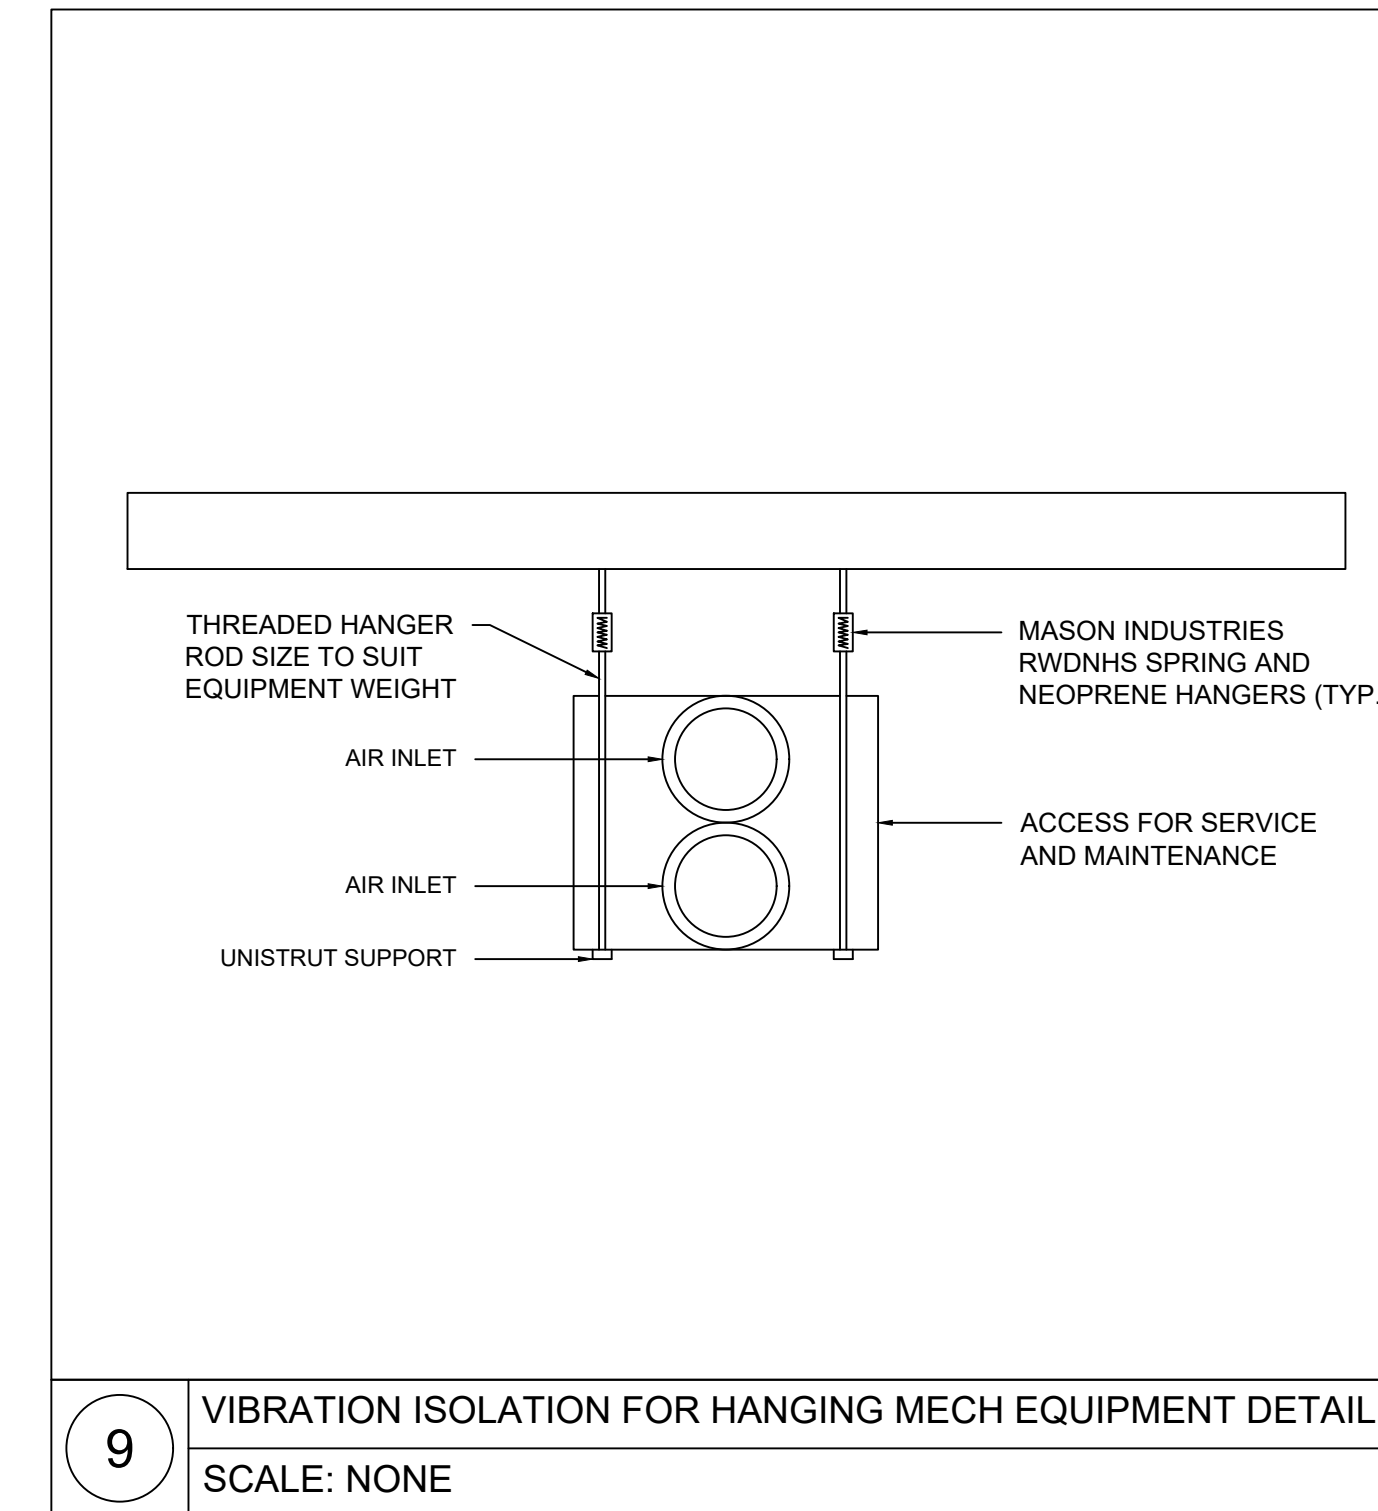 THREADED HANGER
ROD SIZE TO SUIT
EQUIPMENT WEIGHT
MASON INDUSTRIES
RWDNHS SPRING AND
NEOPRENE HANGERS (TYP.
AIR INLET
ACCESS FOR SERVICE
AND MAINTENANCE
AIR INLET
UNISTRUT SUPPORT
9
VIBRATION ISOLATION FOR HANGING MECH EQUIPMENT DETAIL
SCALE: NONE